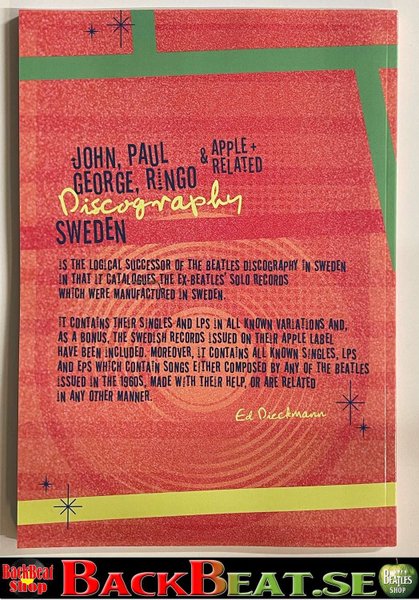 JOHN, PAUL
GEORGE, RINGO
& APPLE +
RELATED
Discography
SWEDEN
IS THE LOGICAL SUCCESSOR OF THE BEATLES DISCOGRAPHY IN SWEDEN
IN THAT IT CATALOGUES THE EX-BEATLES' SOLO RECORDS
WHICH WERE MANUFACTURED IN SWEDEN.
IT CONTAINS THEIR SINGLES AND LPS IN ALL KNOWN VARIATIONS AND,
AS A BONUS, THE SWEDISH RECORDS ISSUED ON THEIR APPLE LABEL
HAVE BEEN INCLUDED. MOREOVER, IT CONTAINS ALL KNOWN SINGLES, LPS
AND EPS WHICH CONTAIN SONGS EITHER COMPOSED BY ANY OF THE BEATLES
ISSUED IN THE 1960S, MADE WITH THEIR HELP, OR ARE RELATED
IN ANY OTHER MANNER.
Ed Dieckmann
BackBeat
Shop
BACKBEAT.SE
BEATLES
SHOP